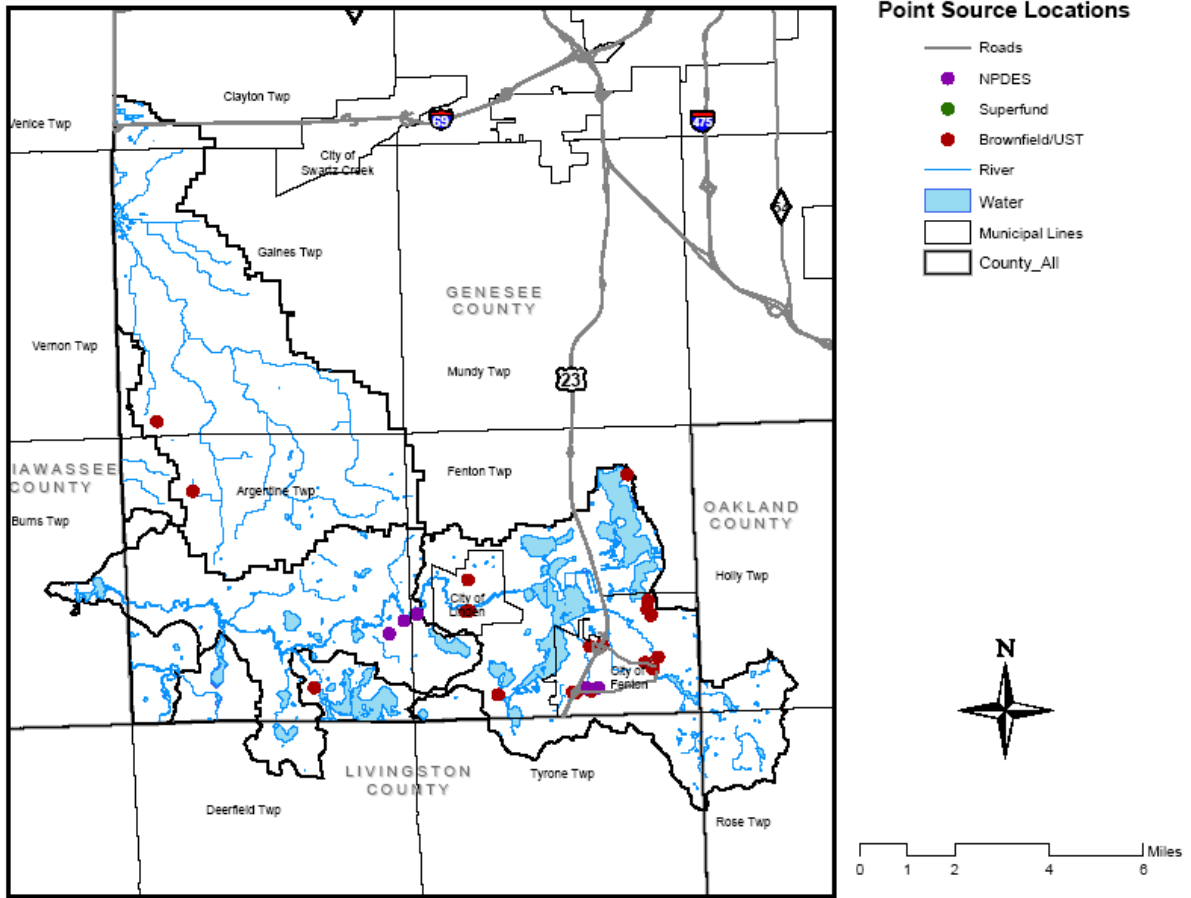 Point Source Locations
Roads
NPDES
Superfund
Brownfield/UST
River
Water
Municipal Lines
County_All
Clayton Twp
Venice Twp
69
475
City of
Swartz Creek
54
Gaines Twp
GENESEE
COUNTY
Vernon Twp
Mundy Twp
23
IAWASSEE
COUNTY
Fenton Twp
Argentine Twp
OAKLAND
COUNTY
Burns Twp
Holly Twp
City of
Linden
City of
Fenton
N
LIVINGSTON
COUNTY
Tyrone Twp
Deerfield Twp
Rose Twp
Miles
0 1 2 4 6